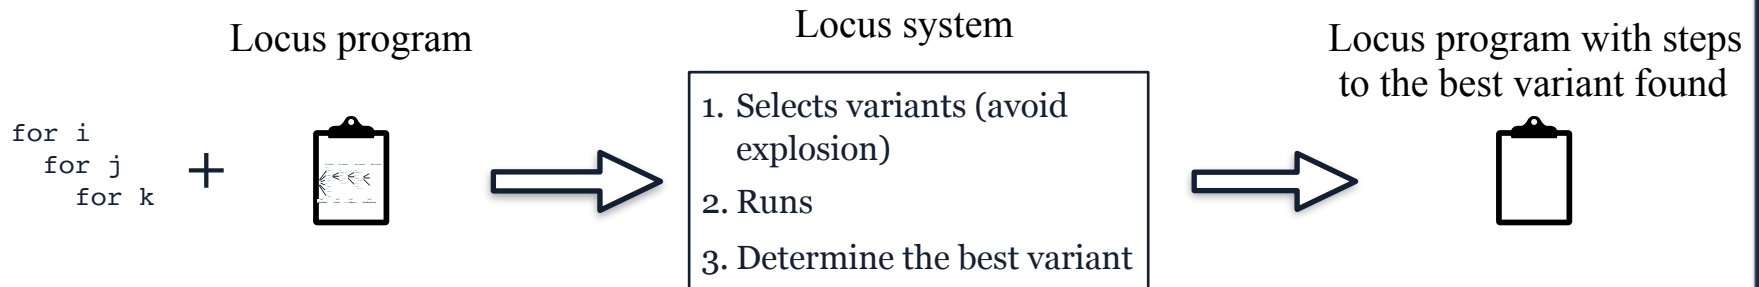 Locus program
for i
for j
for k
+
Locus system
1. Selects variants (avoid
explosion)
2. Runs
3. Determine the best variant
Locus program with steps
to the best variant found